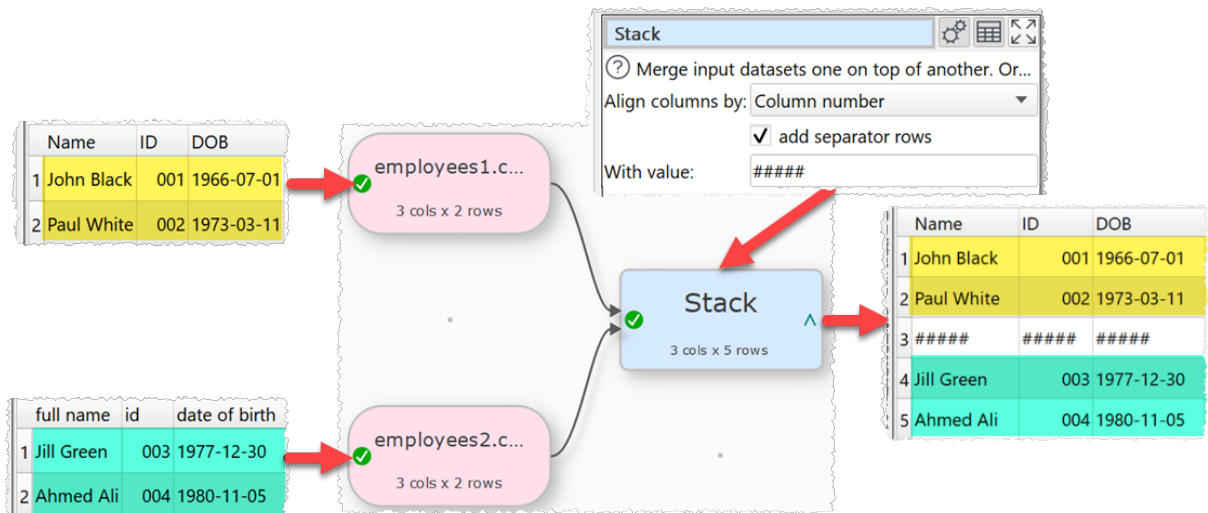 Stack
? Merge input datasets one on top of another. Or...
Align columns by: Column number
add separator rows
With value: #####
Name ID DOB
1 John Black 001 1966-07-01
2 Paul White 002 1973-03-11
employees1.c...
3 cols x 2 rows
Stack
3 cols x 5 rows
Name ID DOB
1 John Black 001 1966-07-01
2 Paul White 002 1973-03-11
3 ##### ##### #####
4 Jill Green 003 1977-12-30
5 Ahmed Ali 004 1980-11-05
full name id date of birth
1 Jill Green 003 1977-12-30
2 Ahmed Ali 004 1980-11-05
employees2.c...
3 cols x 2 rows